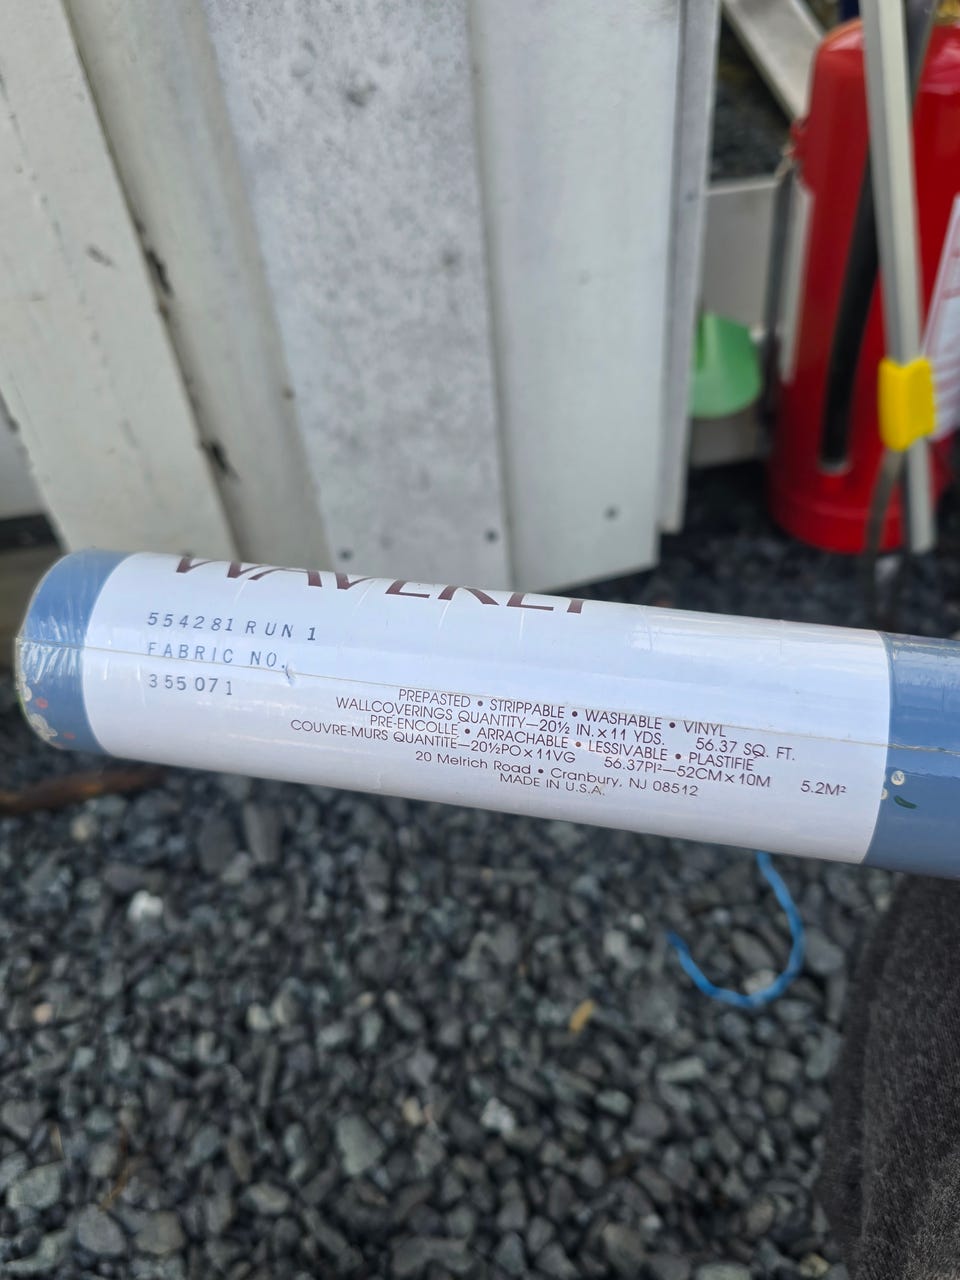 WAVERLY
554281 RUN 1
FABRIC NO.
355071
PREPASTED • STRIPPABLE • WASHABLE • VINYL
WALLCOVERINGS QUANTITY—20½ IN. x 11 YDS. 56.37 SQ. FT.
PRE-ENCOLLE • ARRACHABLE • LESSIVABLE • PLASTIFIE
COUVRE-MURS QUANTITE—20½PO x 11VG 56.37PI²—52CM x 10M 5.2M²
20 Melrich Road • Cranbury, NJ 08512
MADE IN U.S.A.